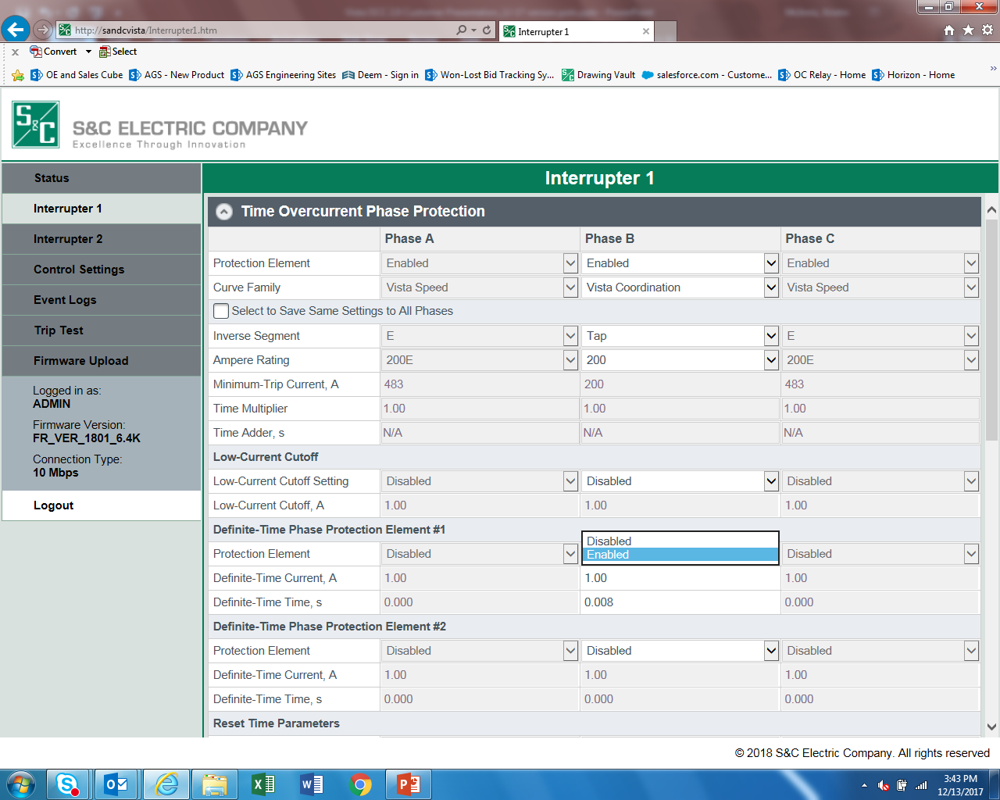 http://sandcvista/Interrupter1.htm
Interrupter 1
x Convert Select
OE and Sales Cube AGS - New Product AGS Engineering Sites Deem - Sign in Won-Lost Bid Tracking Sy... Drawing Vault salesforce.com - Custome... OC Relay - Home Horizon - Home
S&C S&C ELECTRIC COMPANY
Excellence Through Innovation
Interrupter 1
Status
Interrupter 1
Interrupter 2
Control Settings
Event Logs
Trip Test
Firmware Upload
Logged in as:
ADMIN
Firmware Version:
FR_VER_1801_6.4K
Connection Type:
10 Mbps
Logout
Time Overcurrent Phase Protection
Phase A Phase B Phase C
Protection Element Enabled Enabled Enabled
Curve Family Vista Speed Vista Coordination Vista Speed
Select to Save Same Settings to All Phases
Inverse Segment E Tap E
Ampere Rating 200E 200 200E
Minimum-Trip Current, A 483 200 483
Time Multiplier 1.00 1.00 1.00
Time Adder, s N/A N/A N/A
Low-Current Cutoff
Low-Current Cutoff Setting Disabled Disabled Disabled
Low-Current Cutoff, A 1.00 1.00 1.00
Definite-Time Phase Protection Element #1
Disabled
Protection Element Disabled Enabled Disabled
Definite-Time Current, A 1.00 1.00 1.00
Definite-Time Time, s 0.000 0.008 0.000
Definite-Time Phase Protection Element #2
Protection Element Disabled Disabled Disabled
Definite-Time Current, A 1.00 1.00 1.00
Definite-Time Time, s 0.000 0.000 0.000
Reset Time Parameters
© 2018 S&C Electric Company. All rights reserved
3:43 PM
12/13/2017